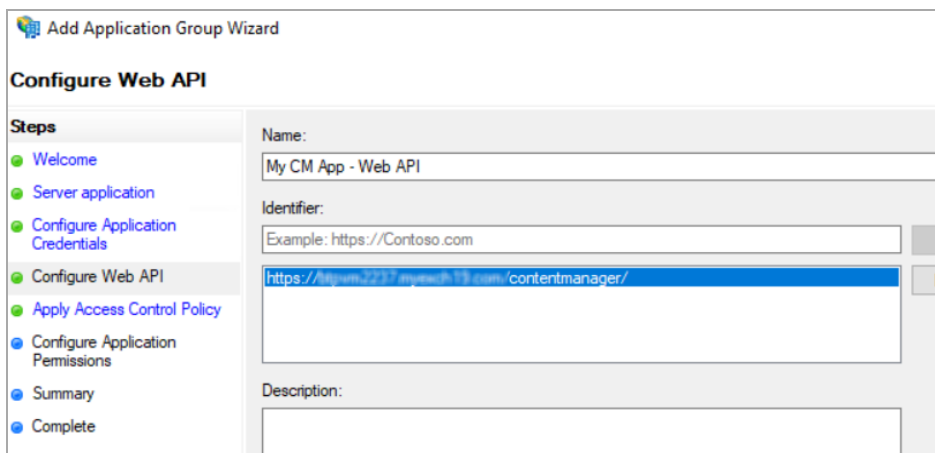 Add Application Group Wizard
Configure Web API
Steps
Welcome
Server application
Configure Application
Credentials
Configure Web API
Apply Access Control Policy
Configure Application
Permissions
Summary
Complete
Name:
My CM App - Web API
Identifier:
Example: https://Contoso.com
https:// /contentmanager/
Description: